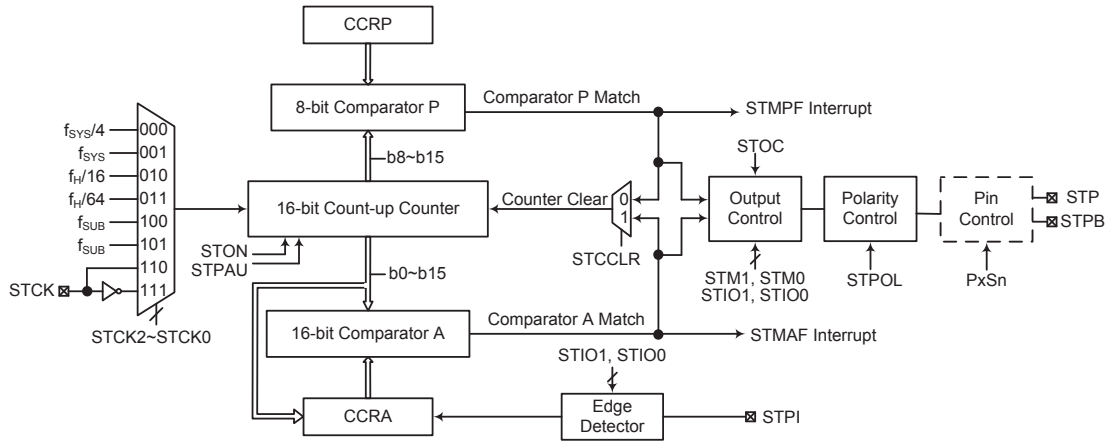 CCRP
8-bit Comparator P
Comparator P Match
STMPF Interrupt
b8~b15
fSYS/4
000
fSYS
001
fH/16
010
fH/64
011
fSUB
100
fSUB
101
110
STCK
111
STCK2~STCK0
16-bit Count-up Counter
STON
STPAU
Counter Clear
0
1
STCCLR
STOC
Output
Control
STM1, STM0
STIO1, STIO0
Polarity
Control
STPOL
Pin
Control
PxSn
STP
STPB
b0~b15
16-bit Comparator A
Comparator A Match
STMAF Interrupt
STIO1, STIO0
CCRA
Edge
Detector
STPI